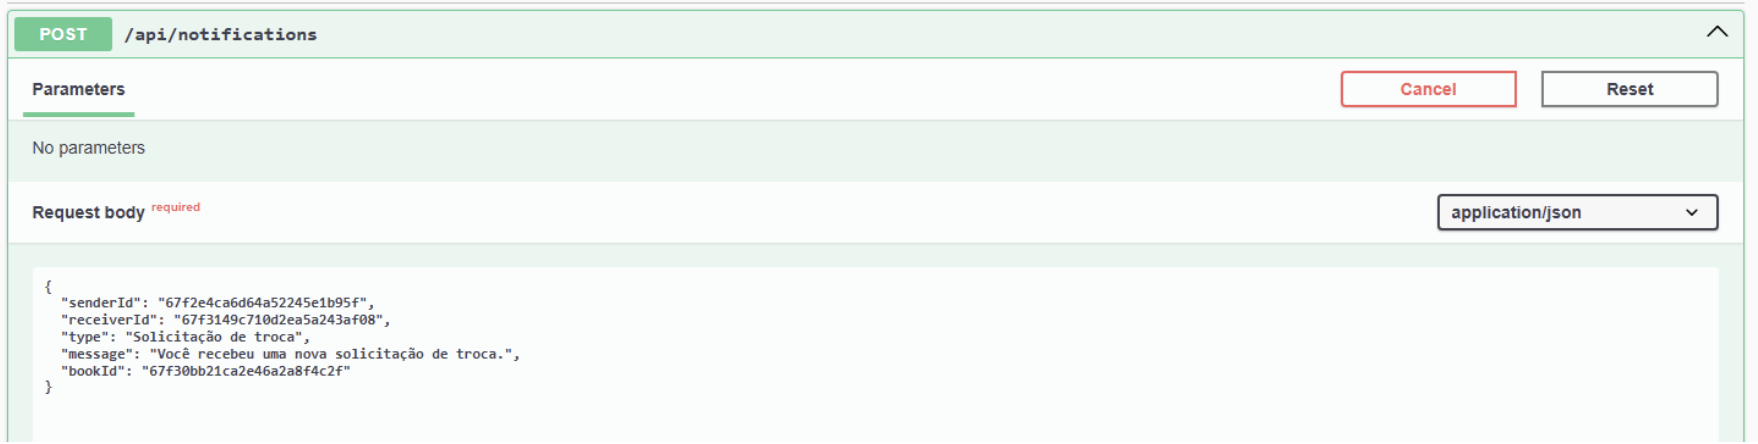 POST /api/notifications
Parameters
Cancel
Reset
No parameters
Request body required
application/json
{
"senderId": "67f2e4ca6d64a52245e1b95f",
"receiverId": "67f3149c710d2ea5a243af08",
"type": "Solicitação de troca",
"message": "Você recebeu uma nova solicitação de troca.",
"bookId": "67f30bb21ca2e46a2a8f4c2f"
}